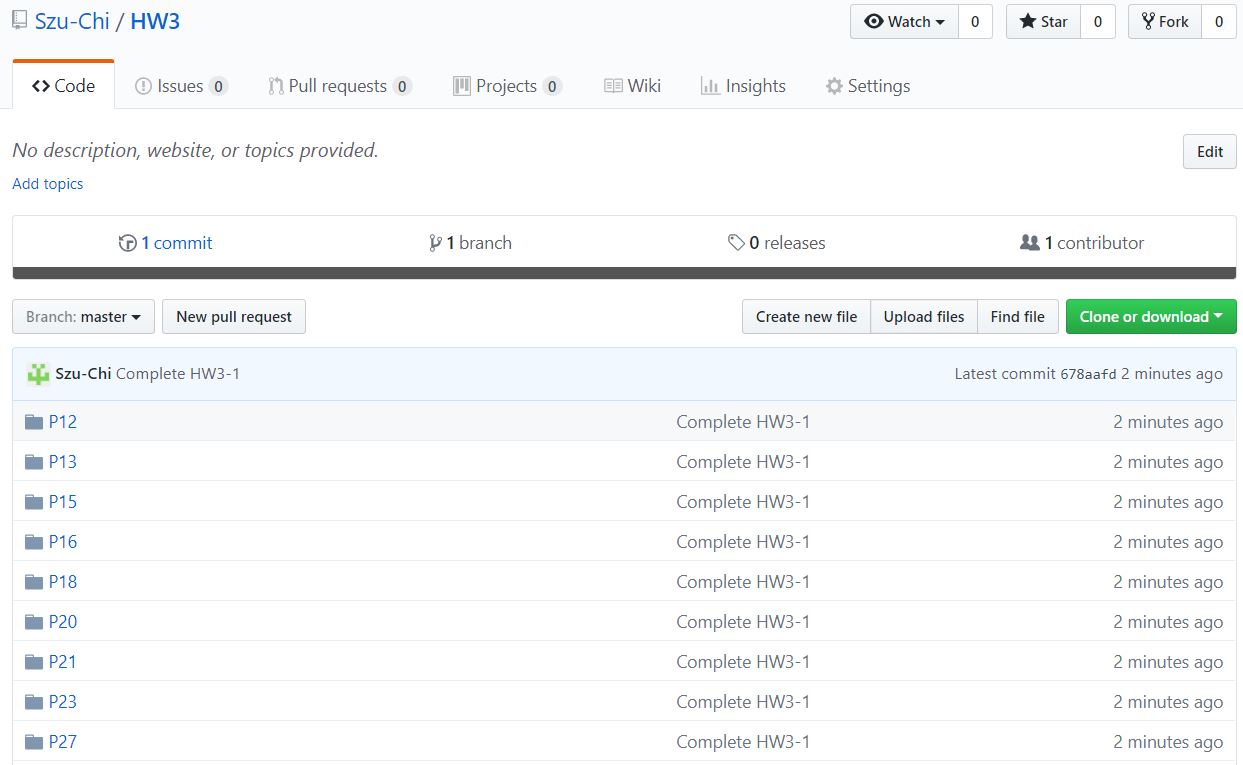 Szu-Chi / HW3 Watch 0 Star 0 Fork 0
Code Issues 0 Pull requests 0 Projects 0 Wiki Insights Settings
No description, website, or topics provided. Edit
Add topics
1 commit 1 branch 0 releases 1 contributor
Branch: master New pull request Create new file Upload files Find file Clone or download
Szu-Chi Complete HW3-1 Latest commit 678aafd 2 minutes ago
P12 Complete HW3-1 2 minutes ago
P13 Complete HW3-1 2 minutes ago
P15 Complete HW3-1 2 minutes ago
P16 Complete HW3-1 2 minutes ago
P18 Complete HW3-1 2 minutes ago
P20 Complete HW3-1 2 minutes ago
P21 Complete HW3-1 2 minutes ago
P23 Complete HW3-1 2 minutes ago
P27 Complete HW3-1 2 minutes ago